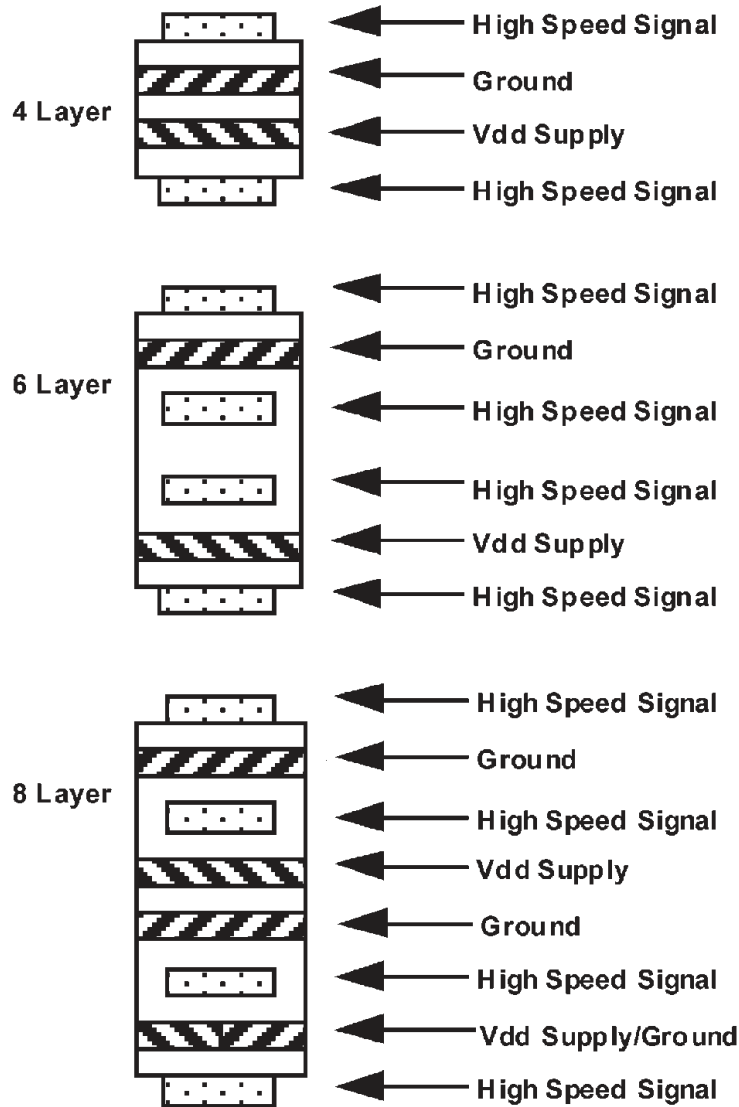 High Speed Signal
Ground
4 Layer
Vdd Supply
High Speed Signal
High Speed Signal
Ground
6 Layer
High Speed Signal
High Speed Signal
Vdd Supply
High Speed Signal
High Speed Signal
Ground
8 Layer
High Speed Signal
Vdd Supply
Ground
High Speed Signal
Vdd Supply/Ground
High Speed Signal